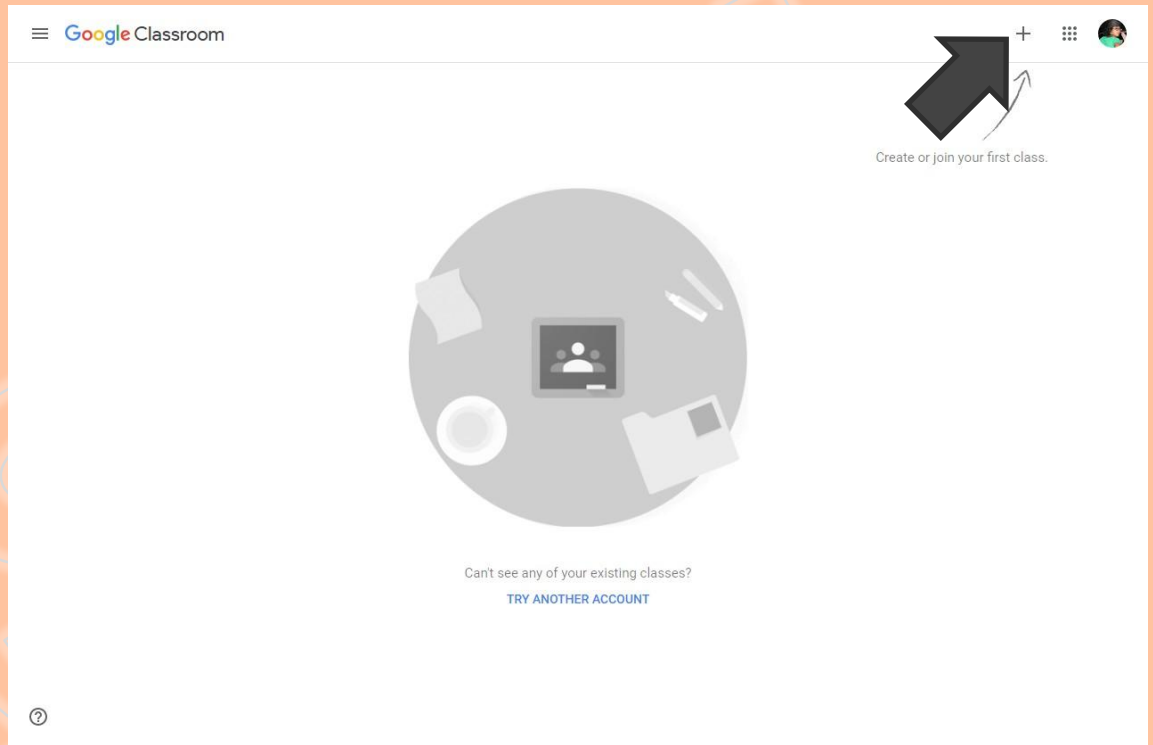 Google Classroom
Create or join your first class.
Can't see any of your existing classes?
TRY ANOTHER ACCOUNT